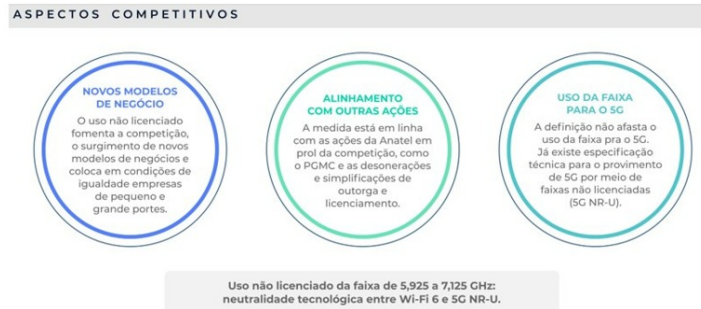 ASPECTOS COMPETITIVOS
NOVOS MODELOS
DE NEGÓCIO
O uso não licenciado
fomenta a competição,
o surgimento de novos
modelos de negócios e
coloca em condições de
igualdade empresas
de pequeno e
grande portes.
ALINHAMENTO
COM OUTRAS AÇÕES
A medida está em linha
com as ações da Anatel em
prol da competição, como
o PGMC e as desonerações
e simplificações de
outorga e
licenciamento.
USO DA FAIXA
PARA O 5G
A definição não afasta o
uso da faixa pra o 5G.
Já existe especificação
técnica para o provimento
de 5G por meio de
faixas não licenciadas
(5G NR-U).
Uso não licenciado da faixa de 5,925 a 7,125 GHz:
neutralidade tecnológica entre Wi-Fi 6 e 5G NR-U.